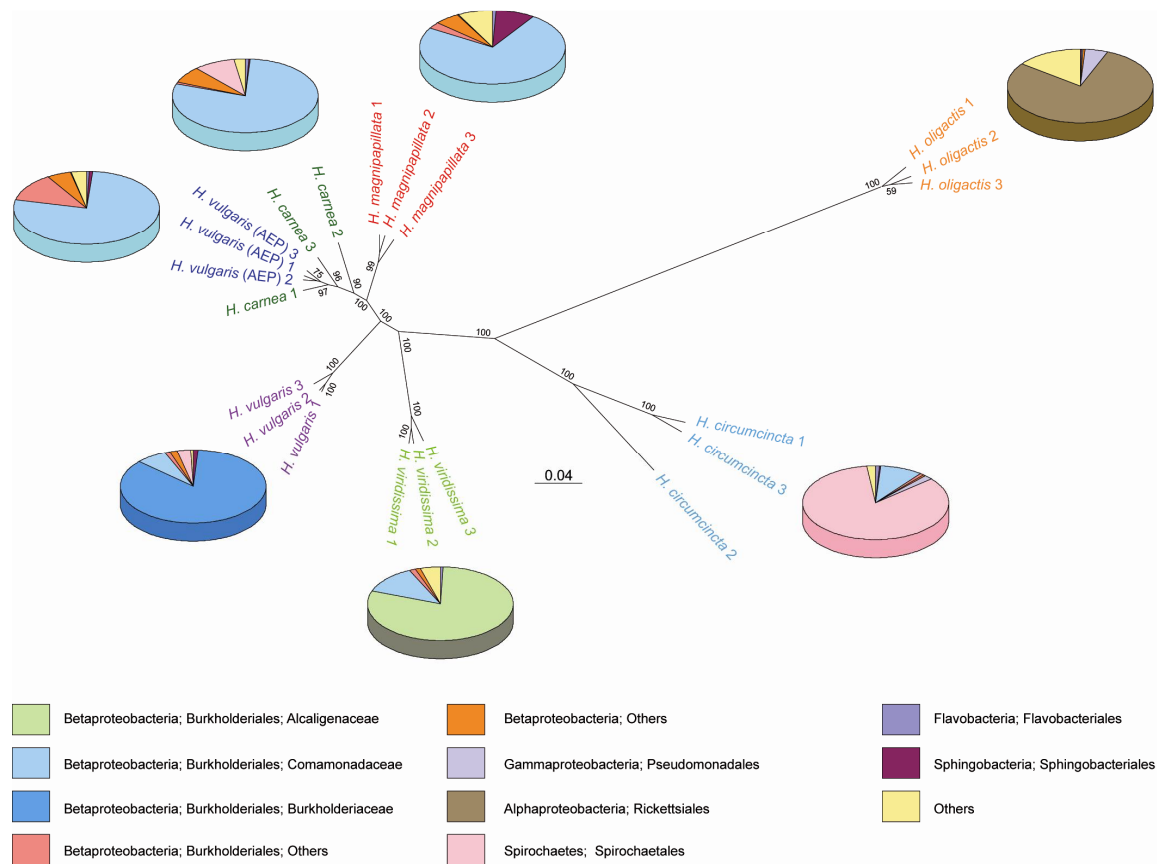 H. oligactis 1
H. oligactis 2
H. oligactis 3
100
59
H. magnipapillata 1
H. magnipapillata 2
H. magnipapillata 3
99
H. carnea 2
H. carnea 3
H. vulgaris (AEP) 3
H. vulgaris (AEP) 1
H. vulgaris (AEP) 2
H. carnea 1
75
96
97
90
100
100
100
100
H. vulgaris 3
H. vulgaris 2
H. vulgaris 1
100
100
100
100
H. viridissima 1
H. viridissima 2
H. viridissima 3
100
H. circumcincta 1
H. circumcincta 3
H. circumcincta 2
0.04
Betaproteobacteria; Burkholderiales; Alcaligenaceae
Betaproteobacteria; Burkholderiales; Comamonadaceae
Betaproteobacteria; Burkholderiales; Burkholderiaceae
Betaproteobacteria; Burkholderiales; Others
Betaproteobacteria; Others
Gammaproteobacteria; Pseudomonadales
Alphaproteobacteria; Rickettsiales
Spirochaetes; Spirochaetales
Flavobacteria; Flavobacteriales
Sphingobacteria; Sphingobacteriales
Others